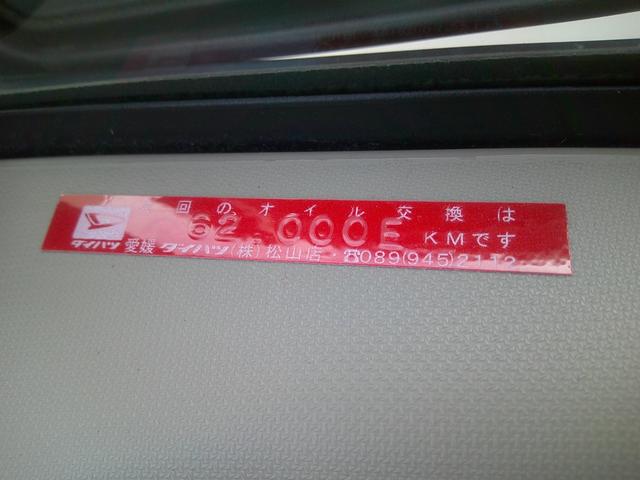 回のオイル交換は
62 000E KMです
ダイハツ 愛媛ダイハツ(株)松山店 ☎089(945)2112